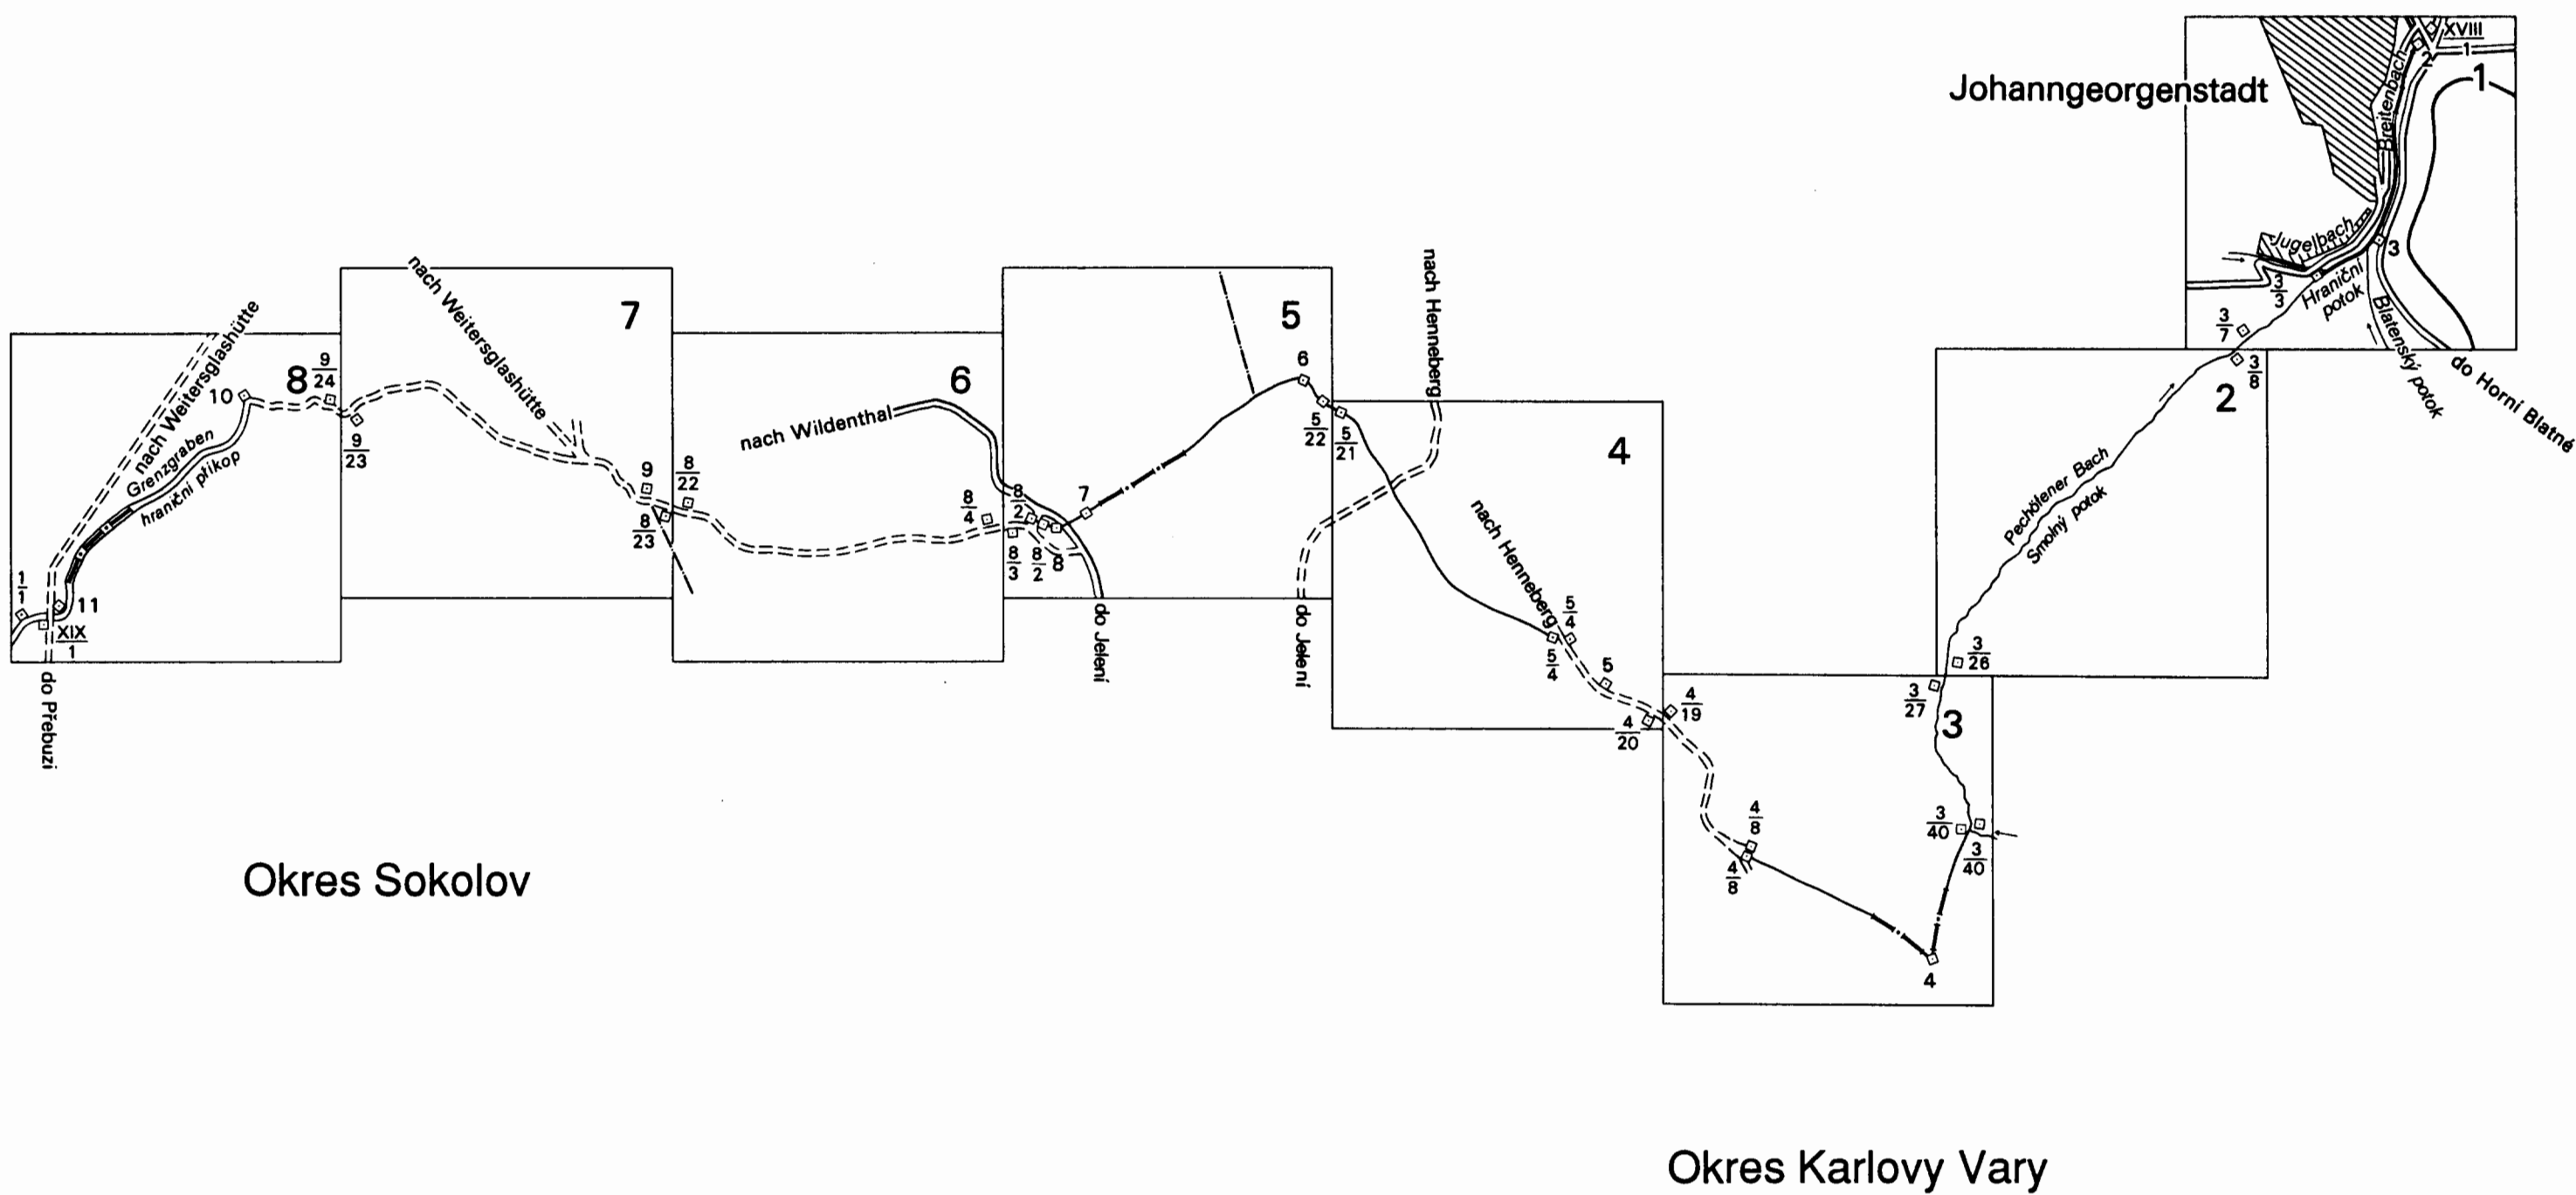 Johanngeorgenstadt
XVIII
1
2
1
Breitenbach
Jugelbach
3
3
3
Hraniční
potok
3
7
Blatenský potok
do Horní Blatné
3
8
2
Pechöfener Bach
Smolný potok
3
26
3
27
3
3
40
3
40
4
4
8
4
8
4
19
4
20
5
5
4
5
4
nach Henneberg
4
nach Henneberg
5
21
5
22
6
5
do Jelení
7
do Jelení
8
2
8
2
8
8
3
8
4
6
nach Wildenthal
8
22
8
23
9
7
nach Weitersglashütte
9
23
9
24
8
10
nach Weitersglashütte
Grenzgraben
hraniční příkop
11
1
1
XIX
1
do Přebuzi
Okres Sokolov
Okres Karlovy Vary